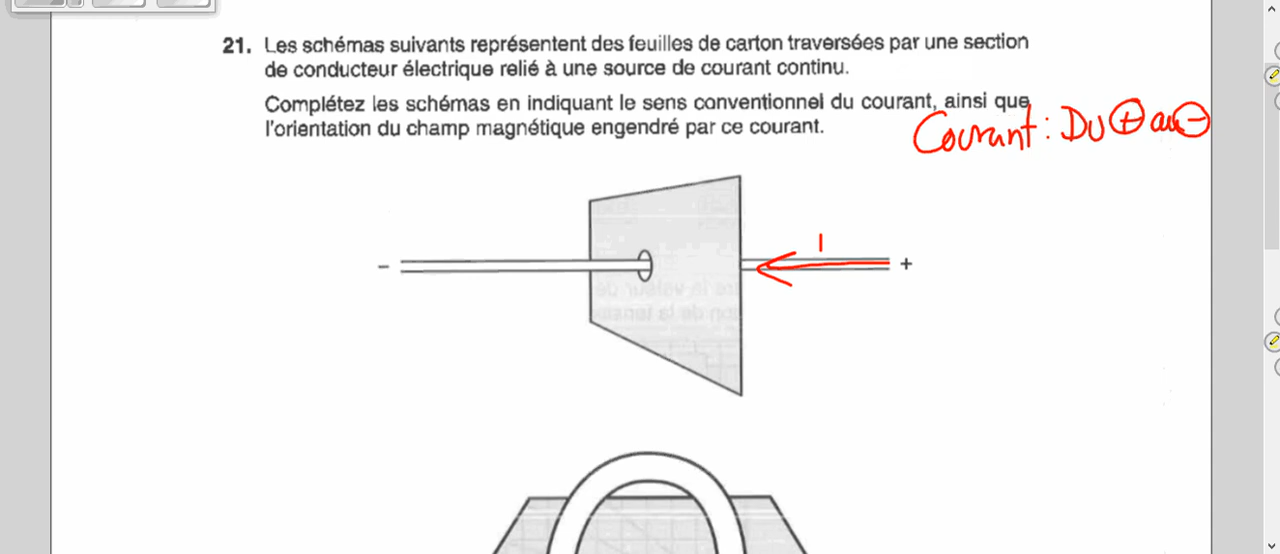 21. Les schémas suivants représentent des feuilles de carton traversées par une section
de conducteur électrique relié à une source de courant continu.
Complétez les schémas en indiquant le sens conventionnel du courant, ainsi que
l'orientation du champ magnétique engendré par ce courant.
Courant : Du + au -
I
- +